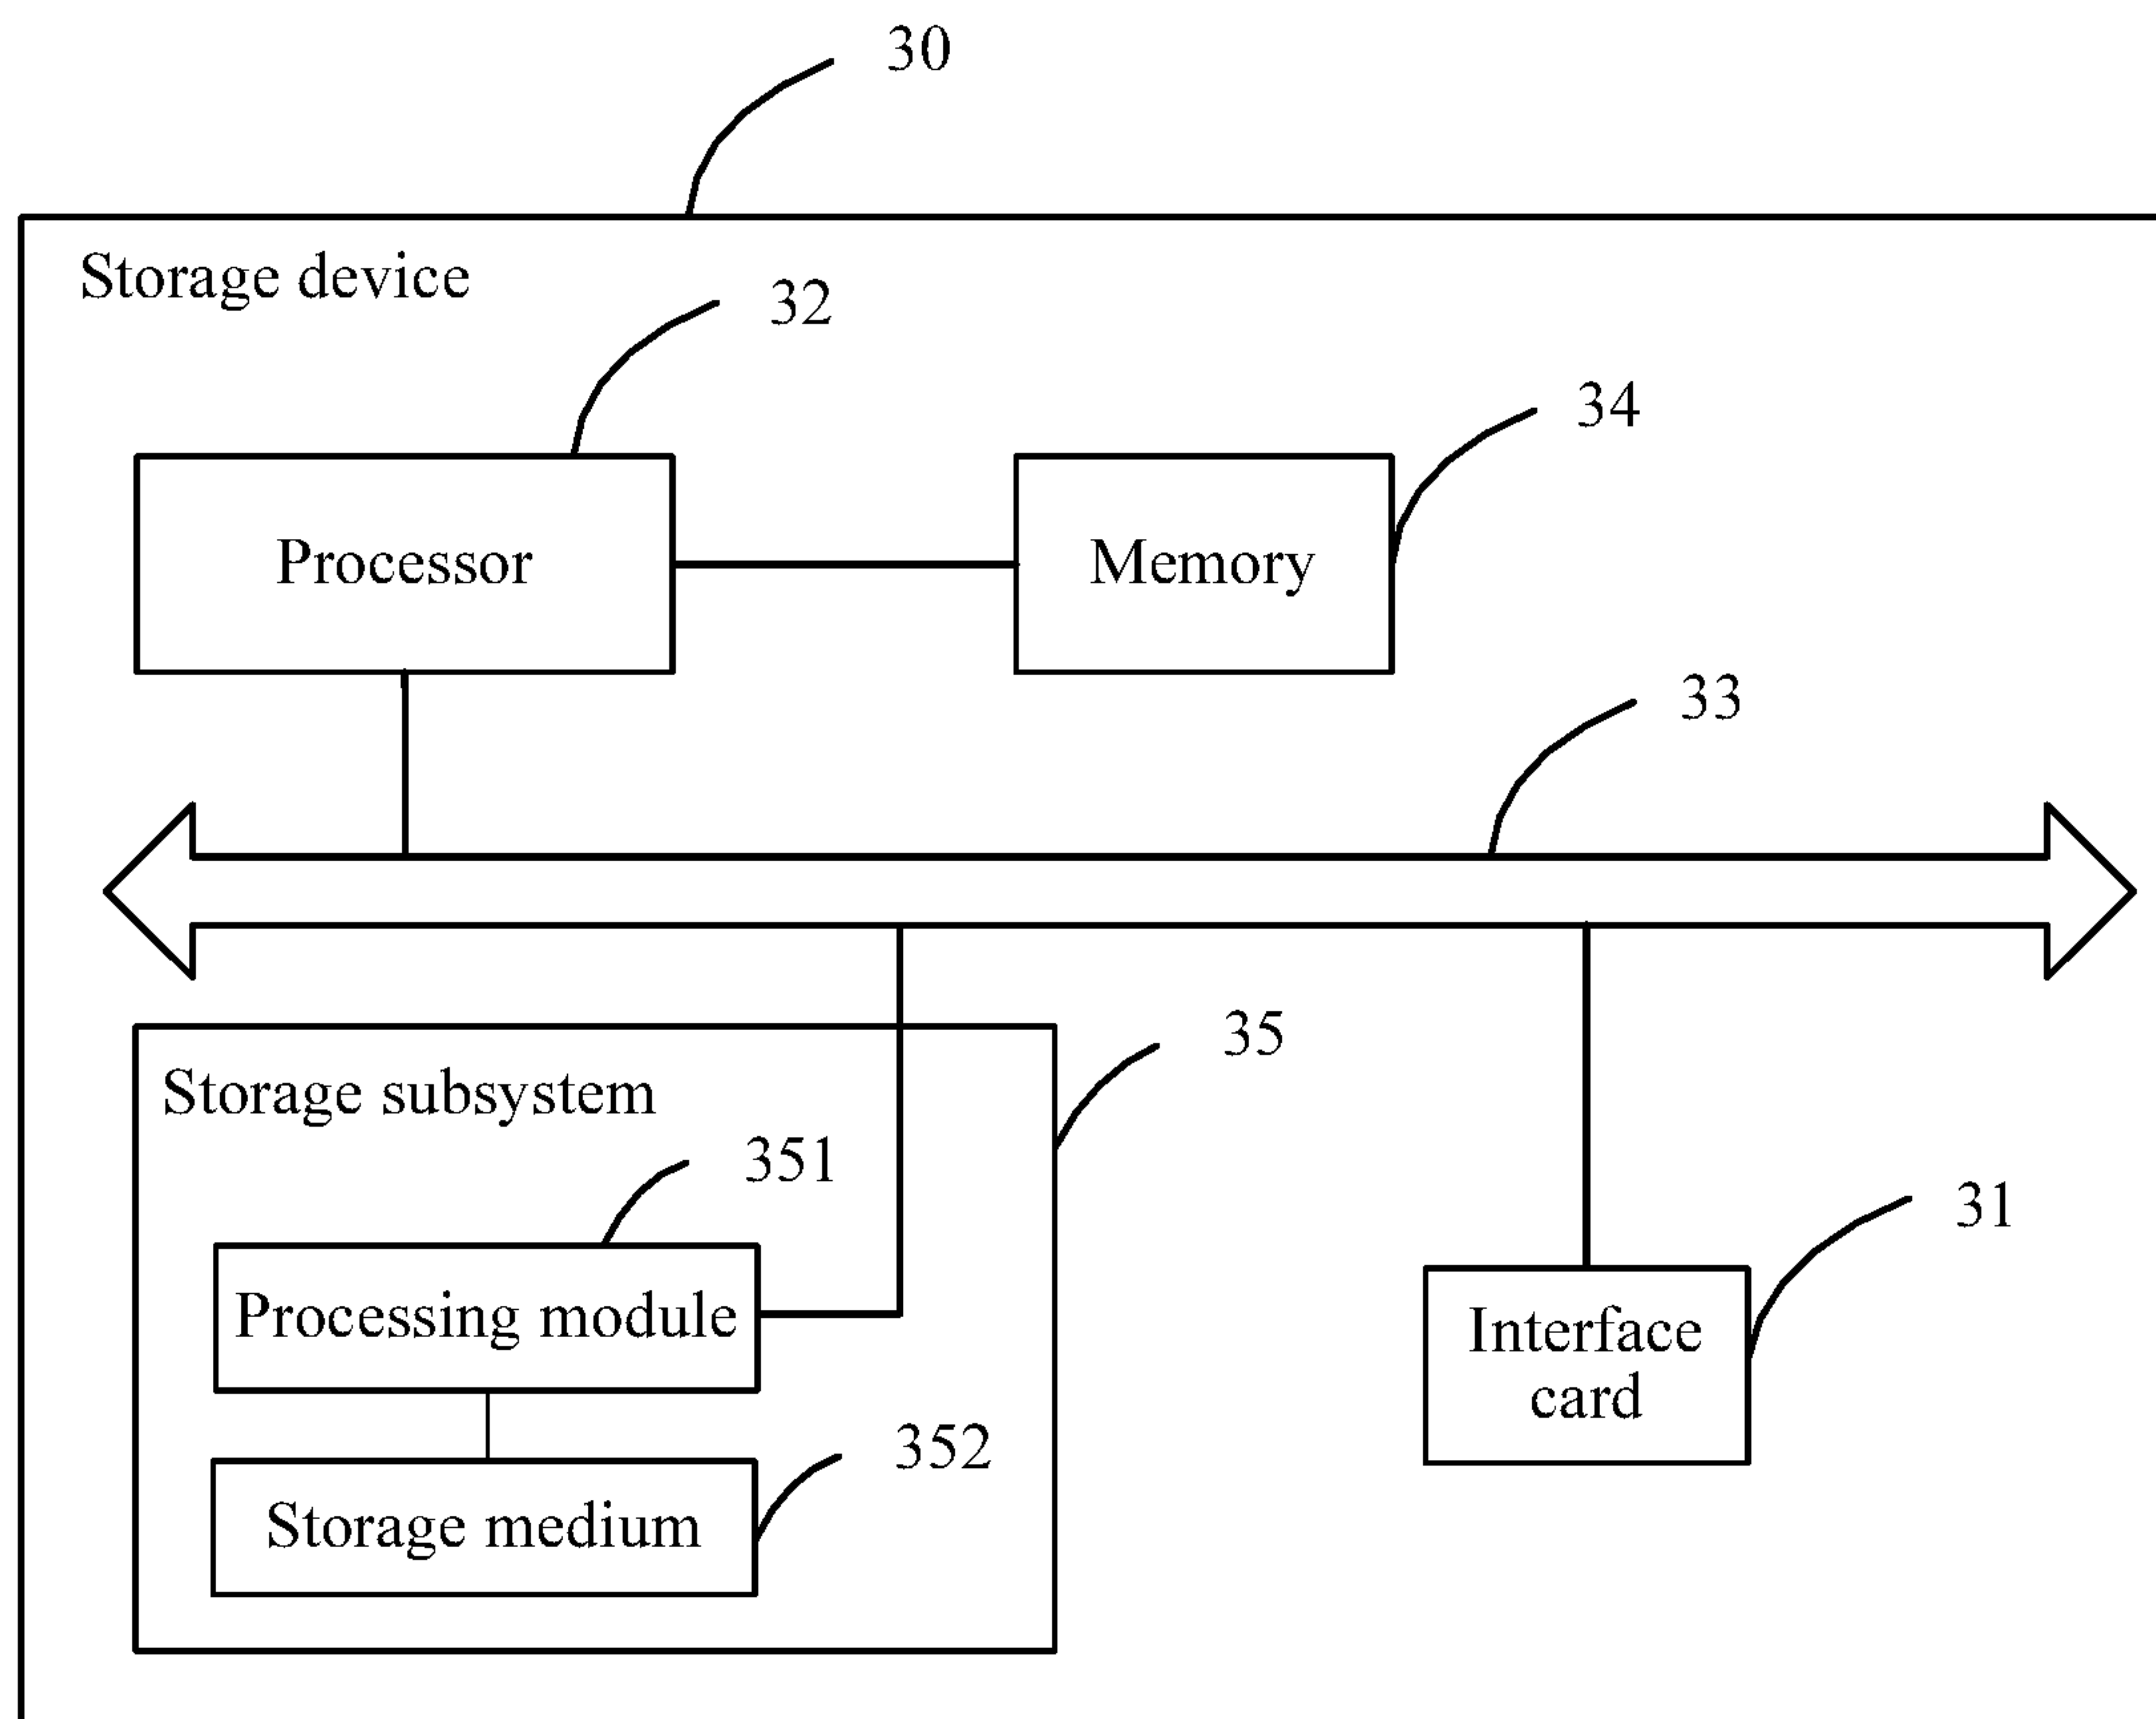 30
Storage device
32
34
Processor
Memory
33
35
Storage subsystem
351
31
Processing module
Interface
card
352
Storage medium